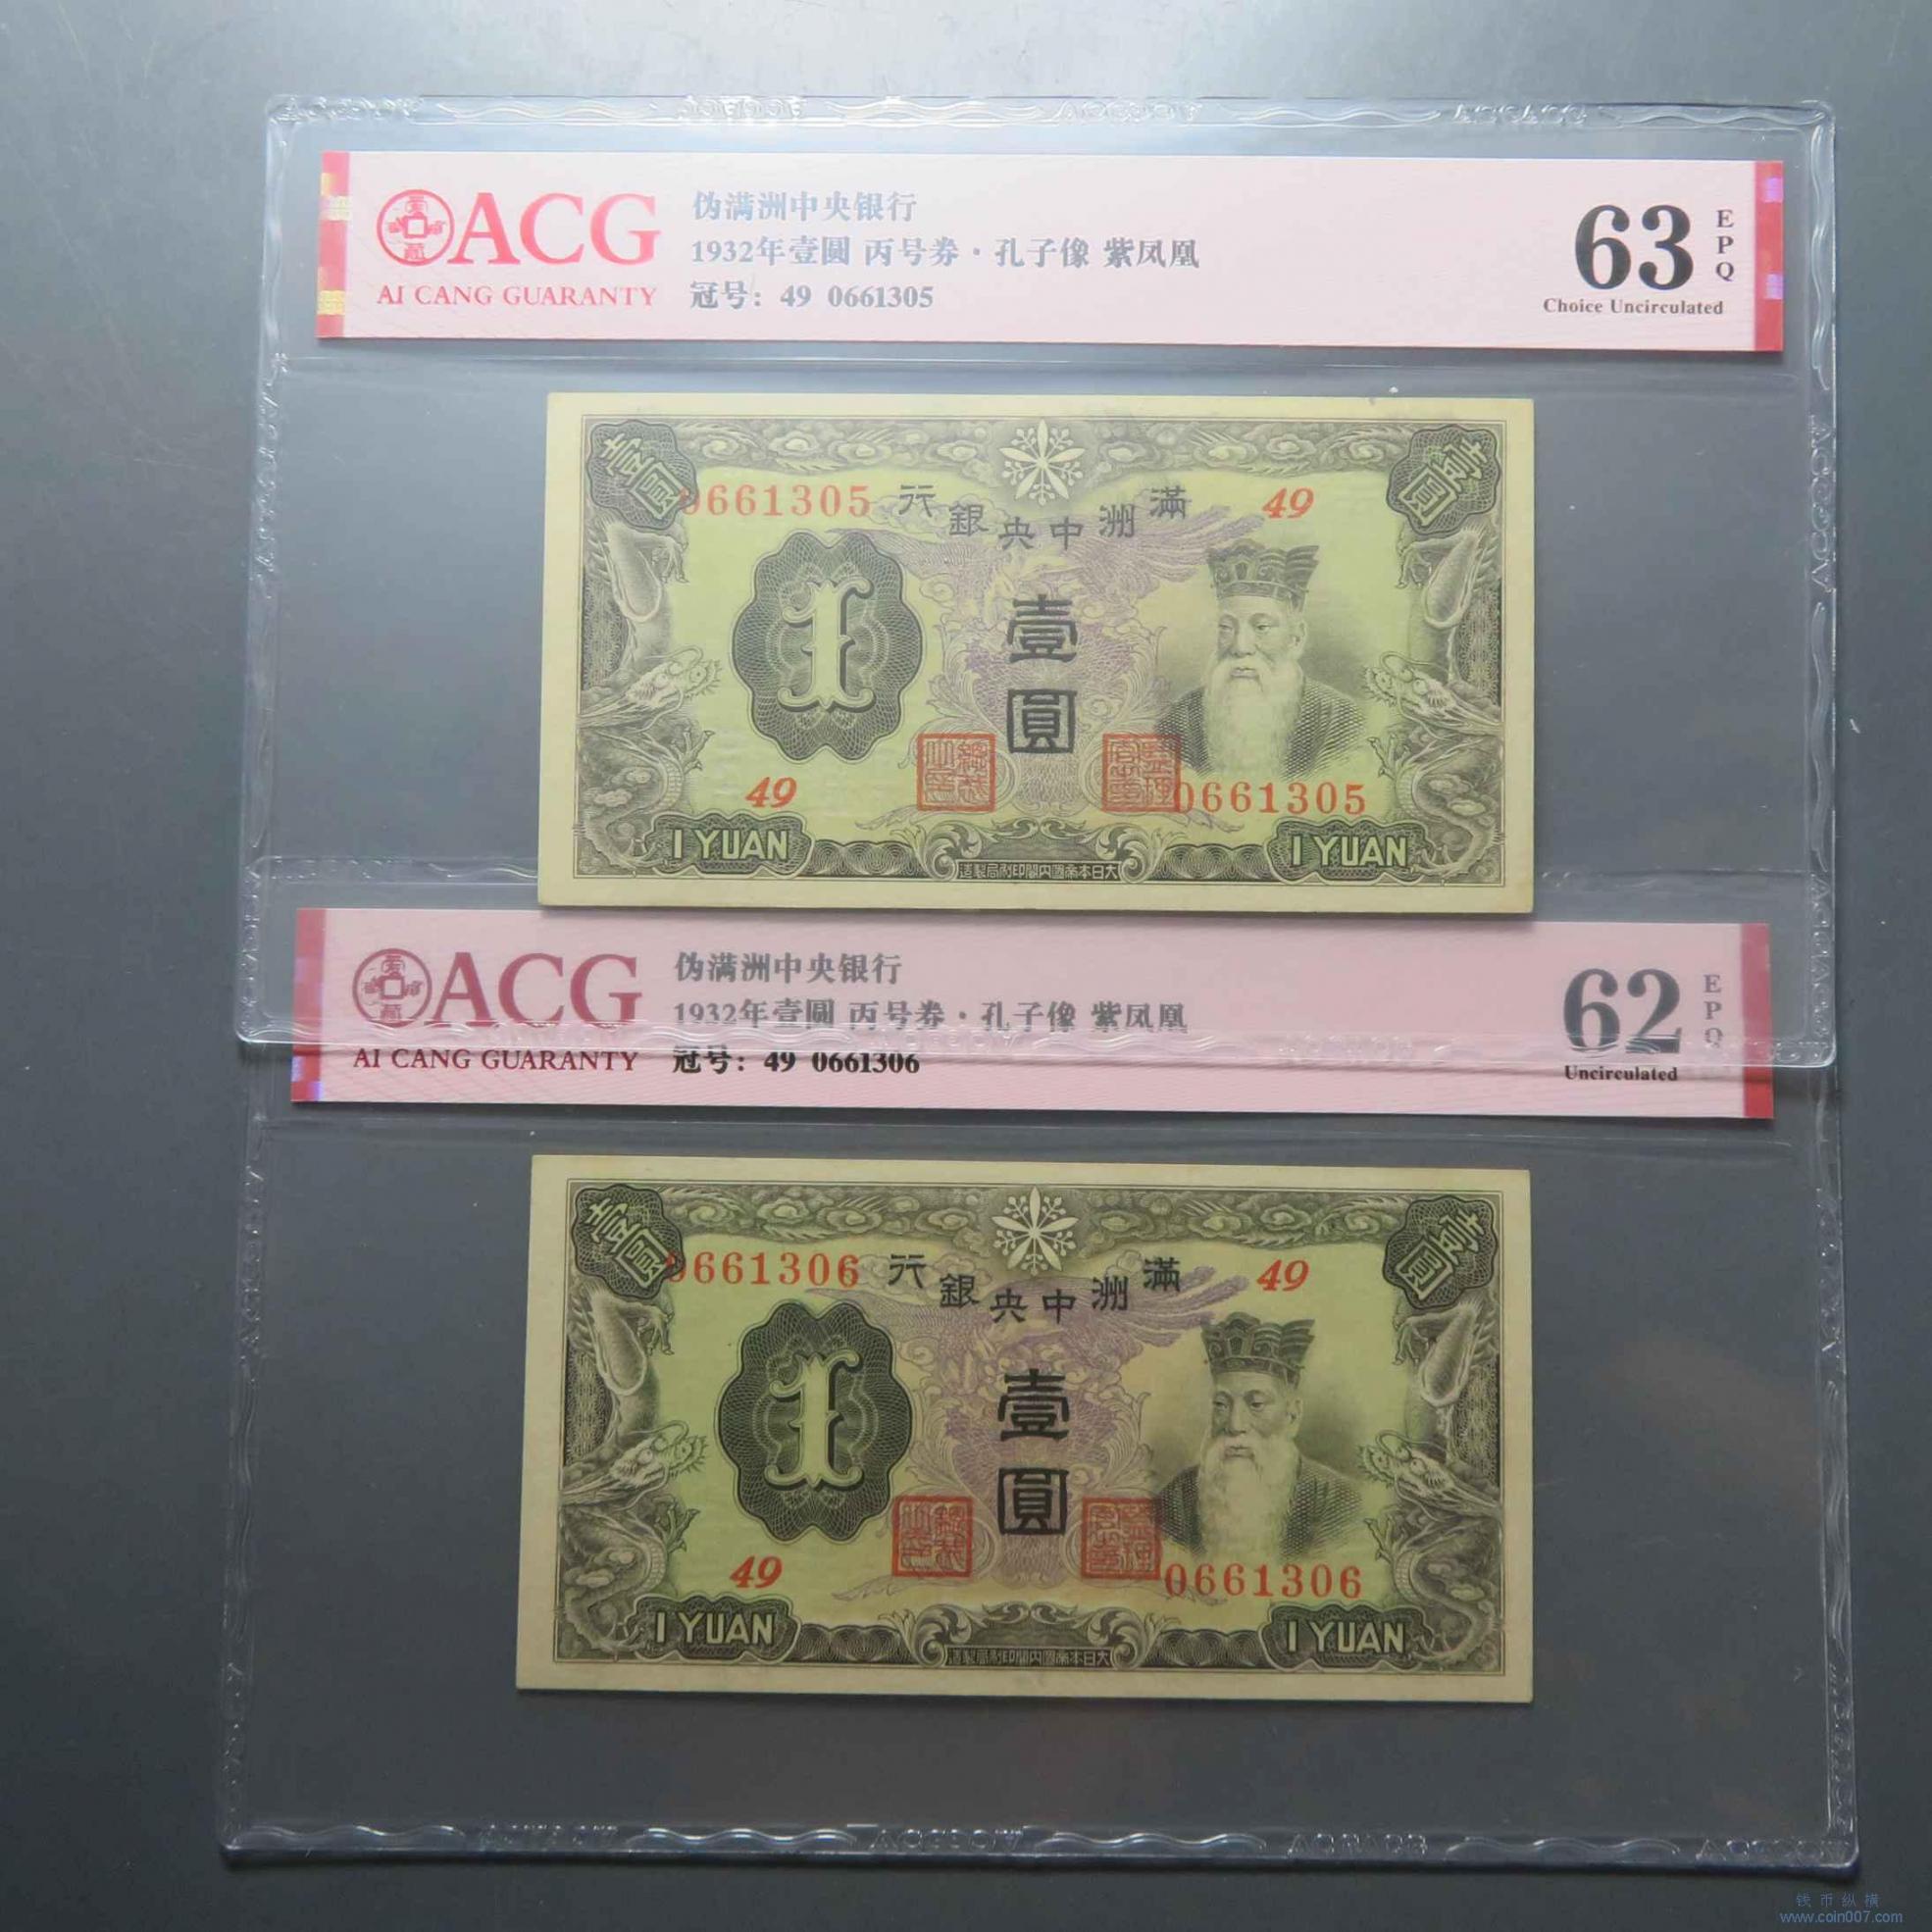 ACG
AI CANG GUARANTY
伪满洲中央银行
1932年壹圓 丙号券·孔子像 紫凤凰
冠号: 49 0661305
63
EPQ
Choice Uncirculated
壹圓
壹圓
0661305
行銀央中洲滿
49
1
壹圓
49
0661305
1 YUAN
造製局刷印閣内國帝本日大
1 YUAN
ACG
AI CANG GUARANTY
伪满洲中央银行
1932年壹圓 丙号券·孔子像 紫凤凰
冠号: 49 0661306
62
EPQ
Uncirculated
壹圓
壹圓
0661306
行銀央中洲滿
49
1
壹圓
49
0661306
1 YUAN
造製局刷印閣内國帝本日大
1 YUAN
钱币纵横
www.coin007.com